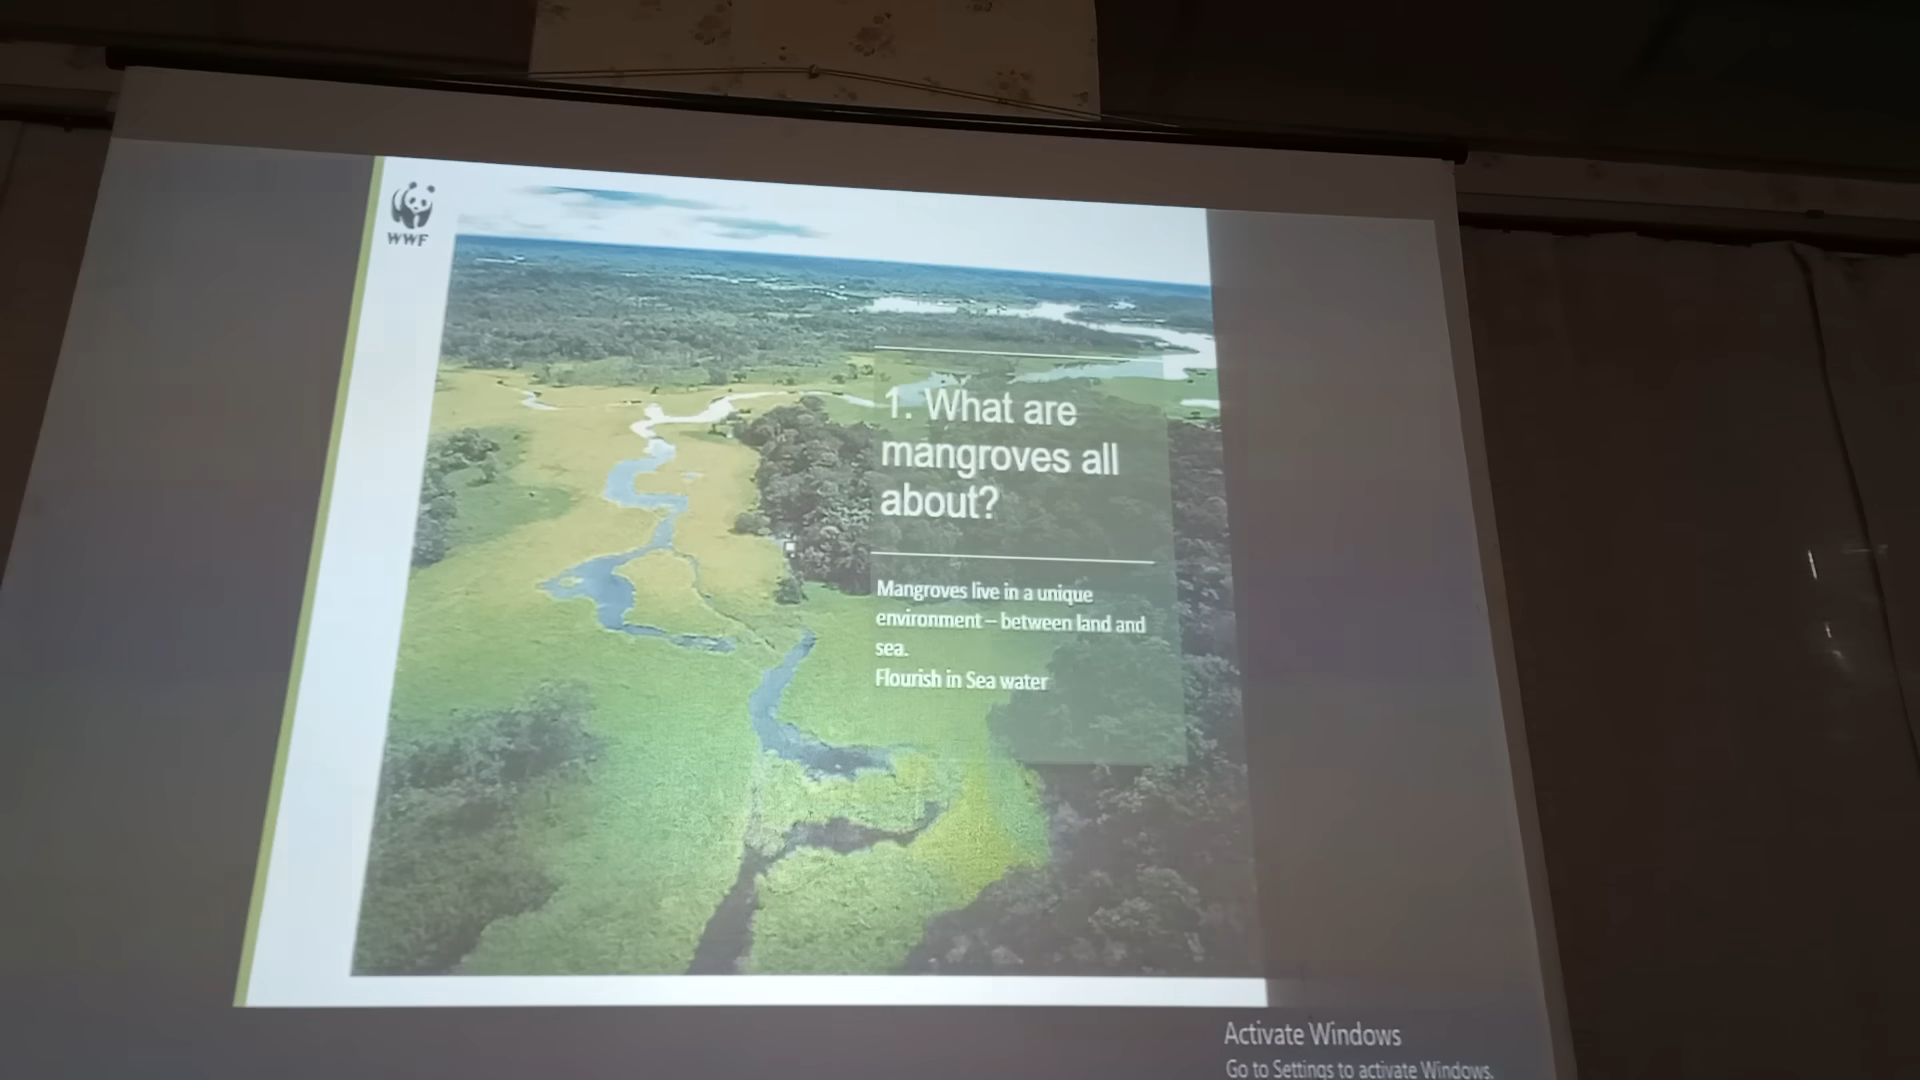 WWF
1. What are
mangroves all
about?
Mangroves live in a unique
environment – between land and
sea.
Flourish in Sea water
Activate Windows
Go to Settings to activate Windows.